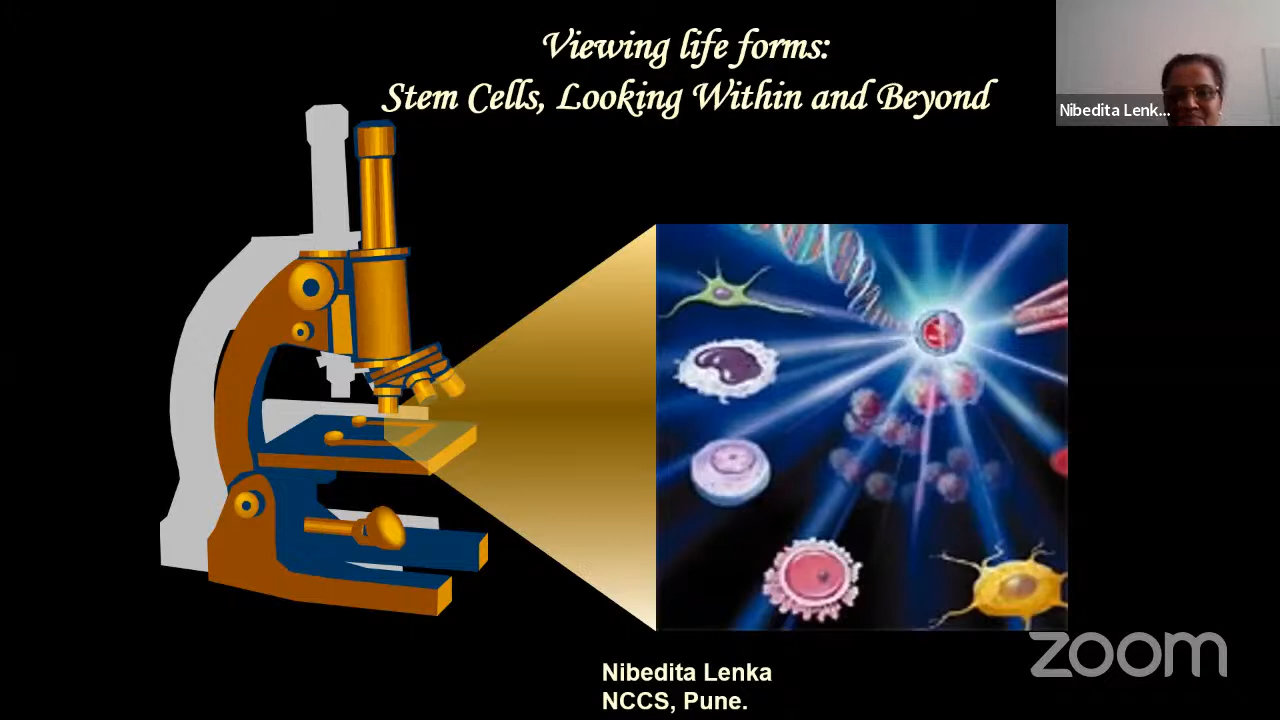 Viewing life forms:
Stem Cells, Looking Within and Beyond
Nibedita Lenk...
Nibedita Lenka
NCCS, Pune.
zoom